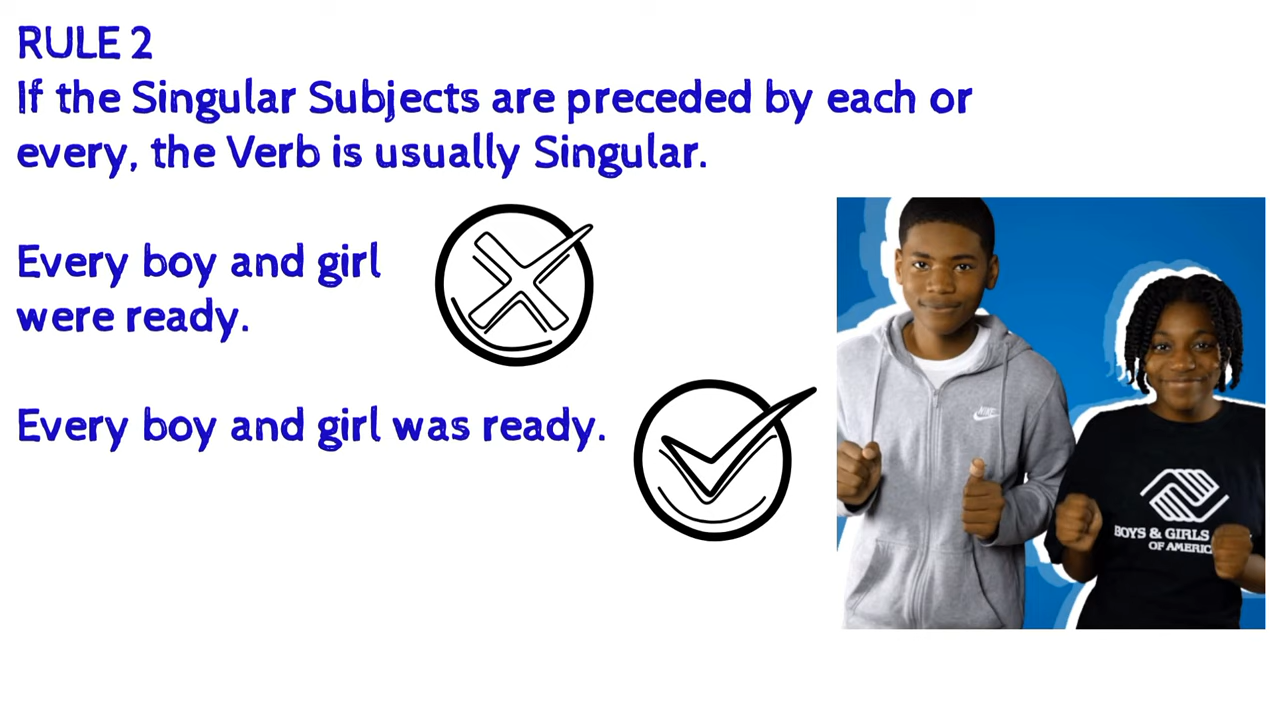 RULE 2
If the Singular Subjects are preceded by each or
every, the Verb is usually Singular.
Every boy and girl
were ready.
Every boy and girl was ready.
NIKE
BOYS & GIRLS
OF AMERIC